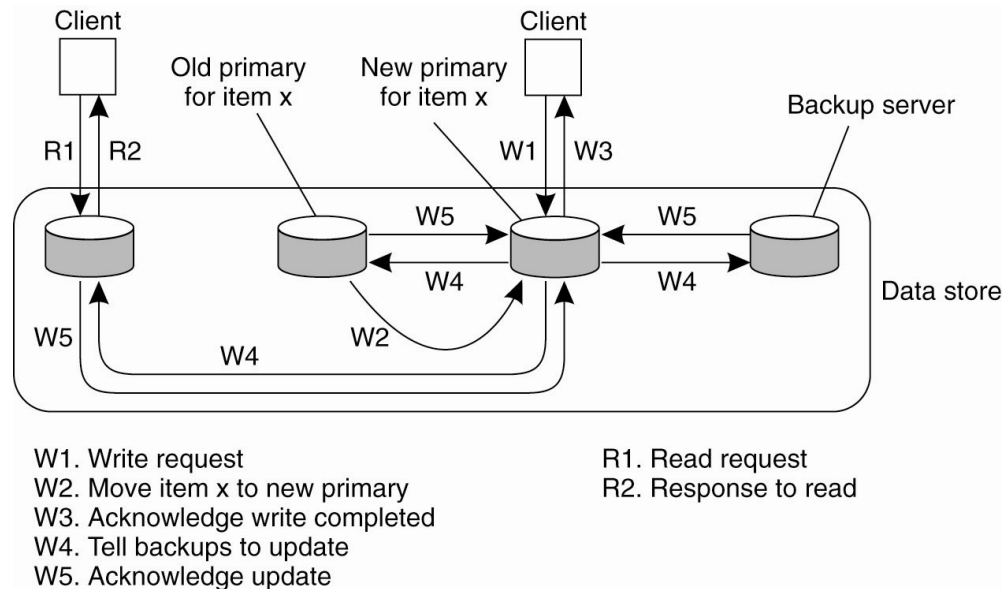 Client
Client
Old primary
for item x
New primary
for item x
Backup server
R1
R2
W1
W3
W5
W5
W4
W4
Data store
W5
W2
W4
W1. Write request
W2. Move item x to new primary
W3. Acknowledge write completed
W4. Tell backups to update
W5. Acknowledge update
R1. Read request
R2. Response to read